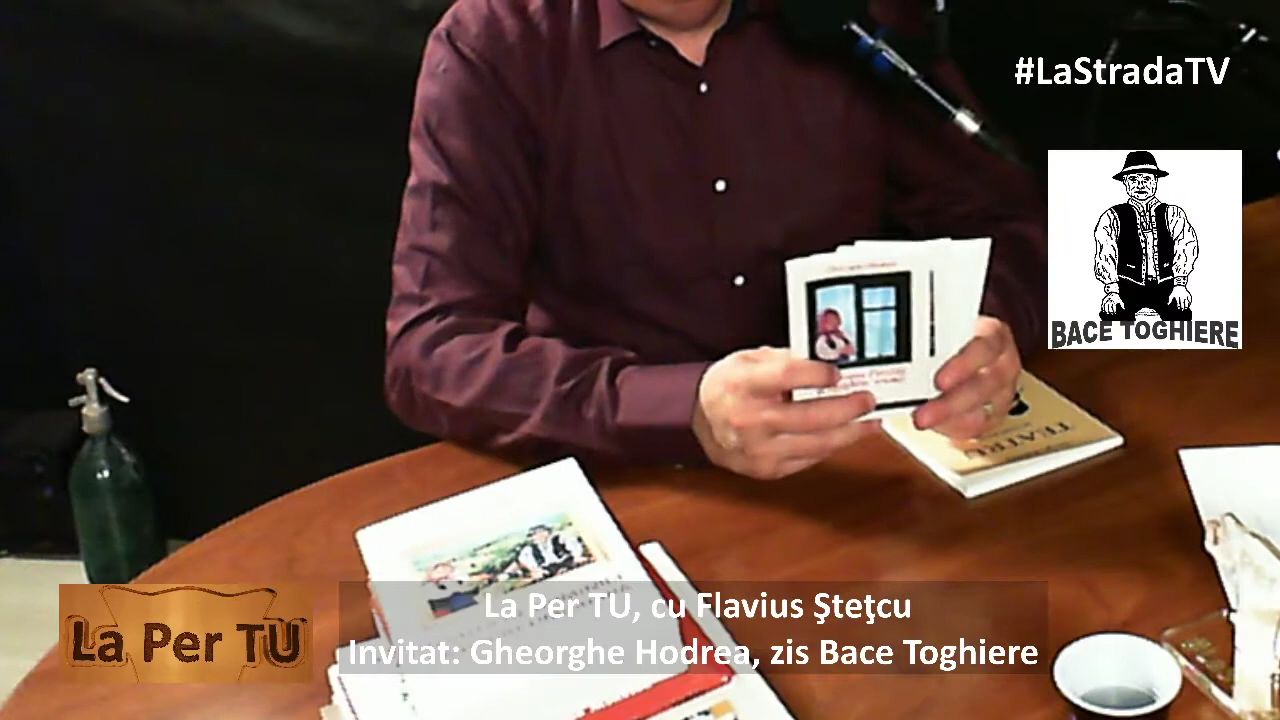 #LaStradaTV
BACE TOGHIERE
TEATRU
La Per TU
La Per TU, cu Flavius Şteţcu
Invitat: Gheorghe Hodrea, zis Bace Toghiere